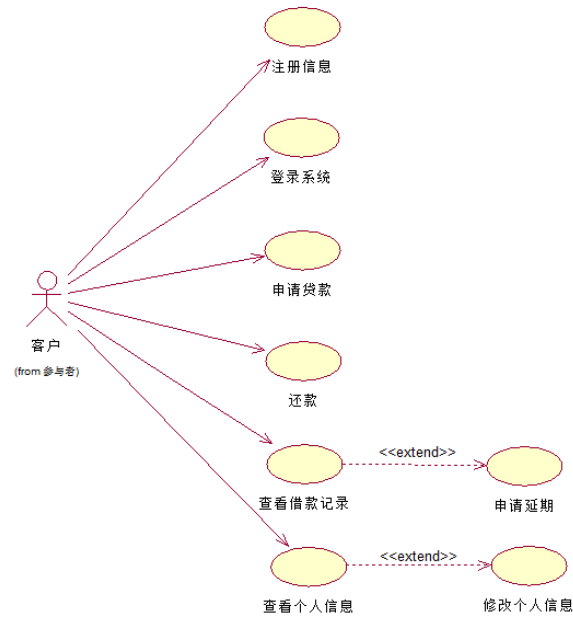 注册信息
登录系统
申请贷款
客户
(from 参与者)
还款
<<extend>>
查看借款记录
申请延期
<<extend>>
查看个人信息
修改个人信息